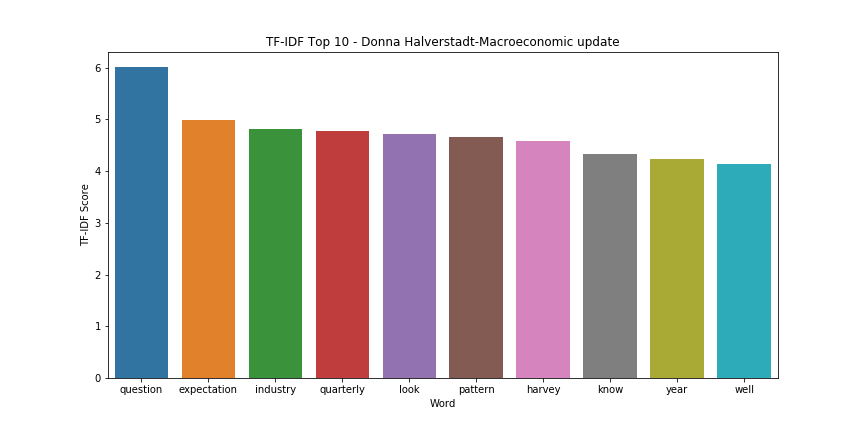 TF-IDF Top 10 - Donna Halverstadt-Macroeconomic update
TF-IDF Score
6
5
4
3
2
1
0
question expectation industry quarterly look pattern harvey know year well
Word